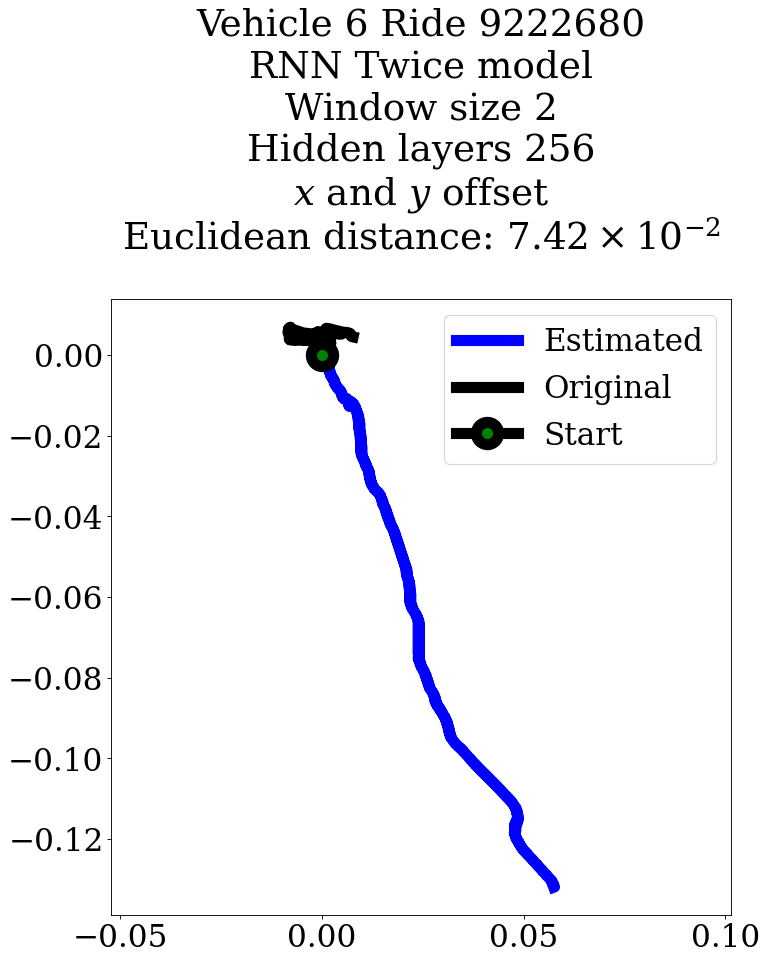 Vehicle 6 Ride 9222680
RNN Twice model
Window size 2
Hidden layers 256
x and y offset
Euclidean distance: 7.42 × 10⁻²
Estimated
Original
Start
0.00
−0.02
−0.04
−0.06
−0.08
−0.10
−0.12
−0.05 0.00 0.05 0.10